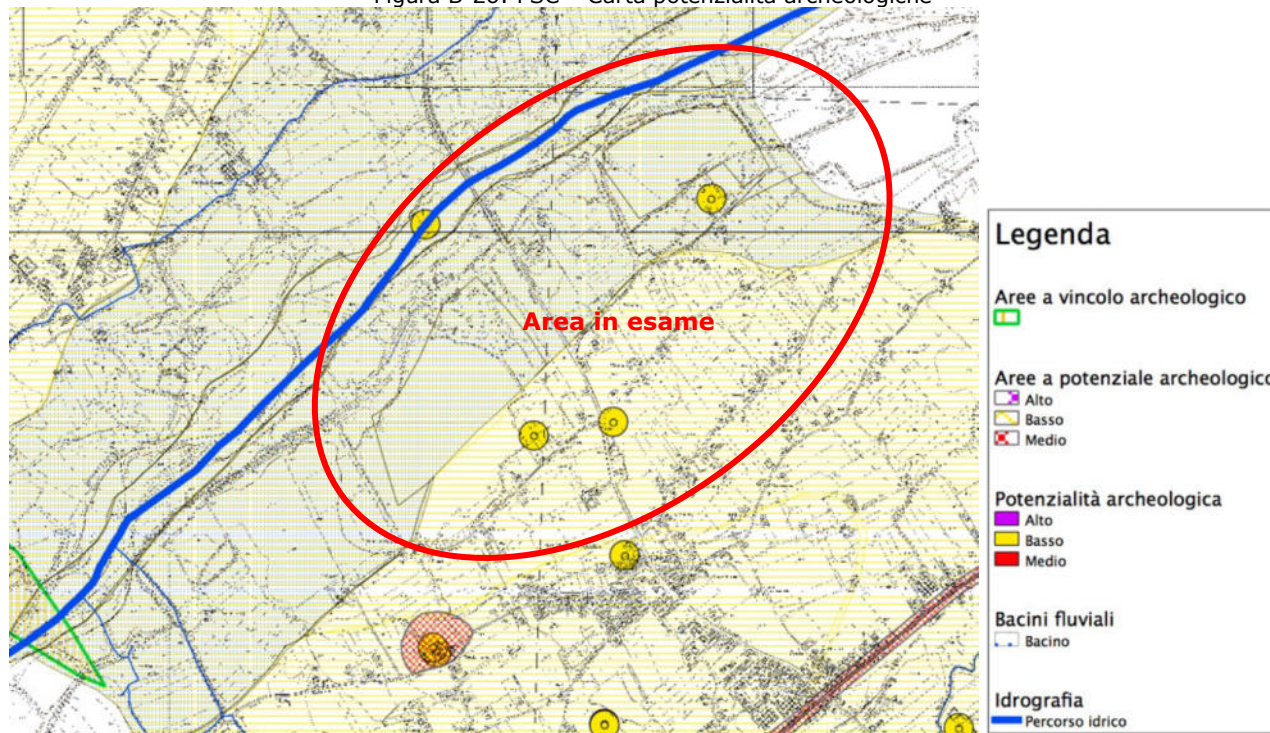 Area in esame
Legenda
Aree a vincolo archeologico
Aree a potenziale archeologico
Alto
Basso
Medio
Potenzialità archeologica
Alto
Basso
Medio
Bacini fluviali
Bacino
Idrografia
Percorso idrico